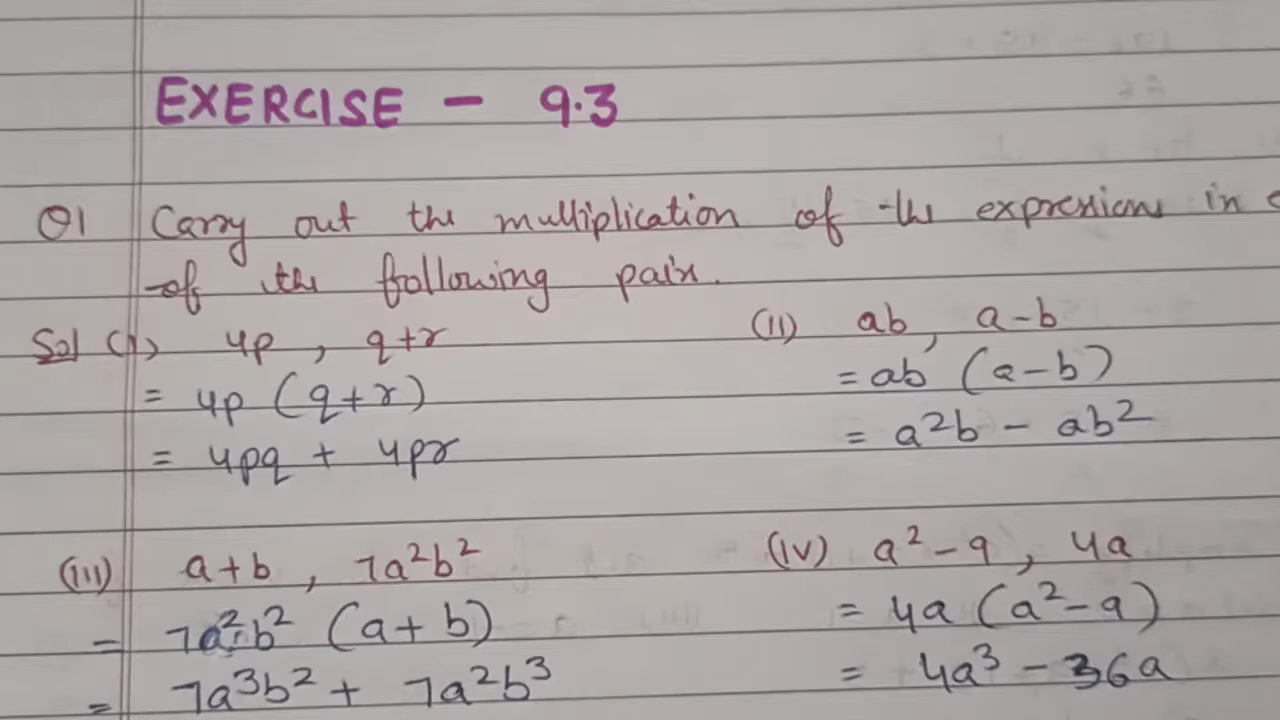 EXERCISE - 9.3
Q1 Carry out the multiplication of the expressions in
of the following pair.
Sol (i) 4p, q+r
= 4p (q+r)
= 4pq + 4pr
(ii) ab, a-b
= ab (a-b)
= a²b - ab²
(iii) a+b, 7a²b²
= 7a²b² (a+b)
= 7a³b² + 7a²b³
(iv) a²-9, 4a
= 4a (a²-9)
= 4a³ - 36a